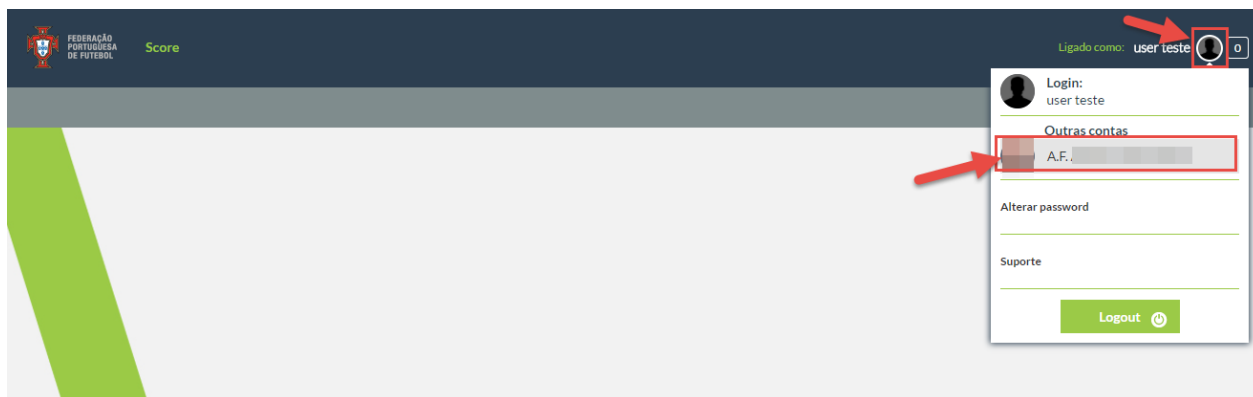 FEDERAÇÃO
PORTUGUESA
DE FUTEBOL
Score
Ligado como: user teste 0
Login:
user teste
Outras contas
A.F.
Alterar password
Suporte
Logout